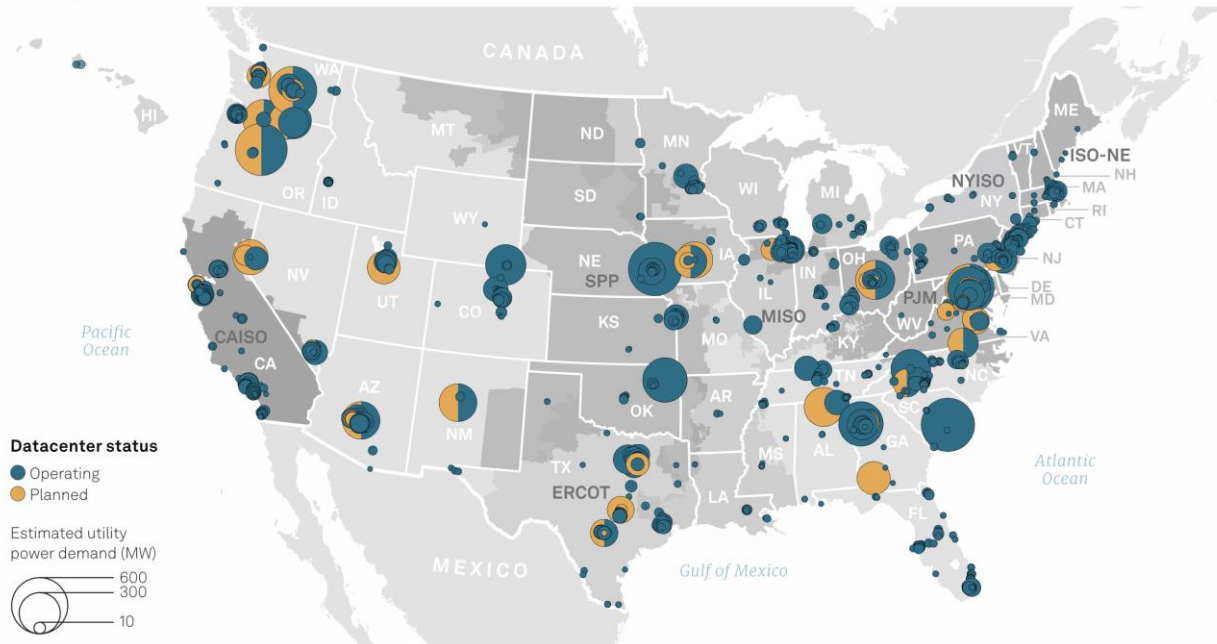 CANADA
WA
HI
MT
ND
MN
ME
VT
ISO-NE
NH
OR
ID
SD
WI
MI
NYISO
NY
MA
RI
CT
WY
NE
SPP
IA
PA
NJ
NV
UT
CO
IL
IN
OH
PJM
DE
MD
Pacific
Ocean
CAISO
CA
KS
MO
MISO
KY
WV
VA
AZ
NM
OK
AR
TN
NC
SC
Datacenter status
Operating
Planned
TX
ERCOT
MS
AL
GA
LA
FL
Atlantic
Ocean
Estimated utility
power demand (MW)
600
300
10
MEXICO
Gulf of Mexico